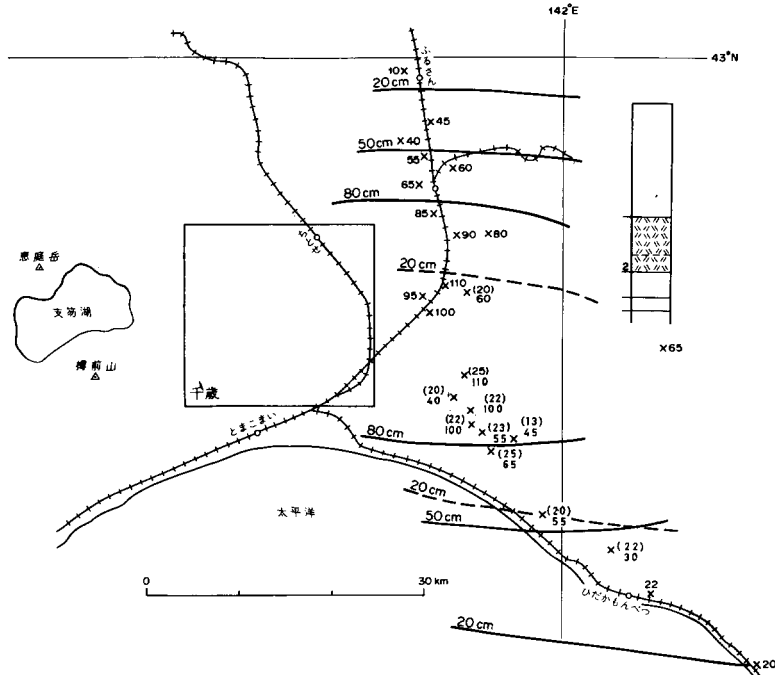 142°E
43°N
ふるさん
10×
20cm
×45
×40
50cm
55×
×60
65×
80cm
85×
×90
×80
ちとせ
恵庭岳
支笏湖
樽前山
20cm
×110
(20)
×60
95×
×100
2
×65
千歳
(25)
×110
(20)
40×
(22)
×100
(22)
100×
(23)
×55
(13)
×45
80cm
(25)
×65
とまこまい
太平洋
20cm
(20)
×55
50cm
(22)
×30
0
30km
22
×
ひだかもんべつ
20cm
×20